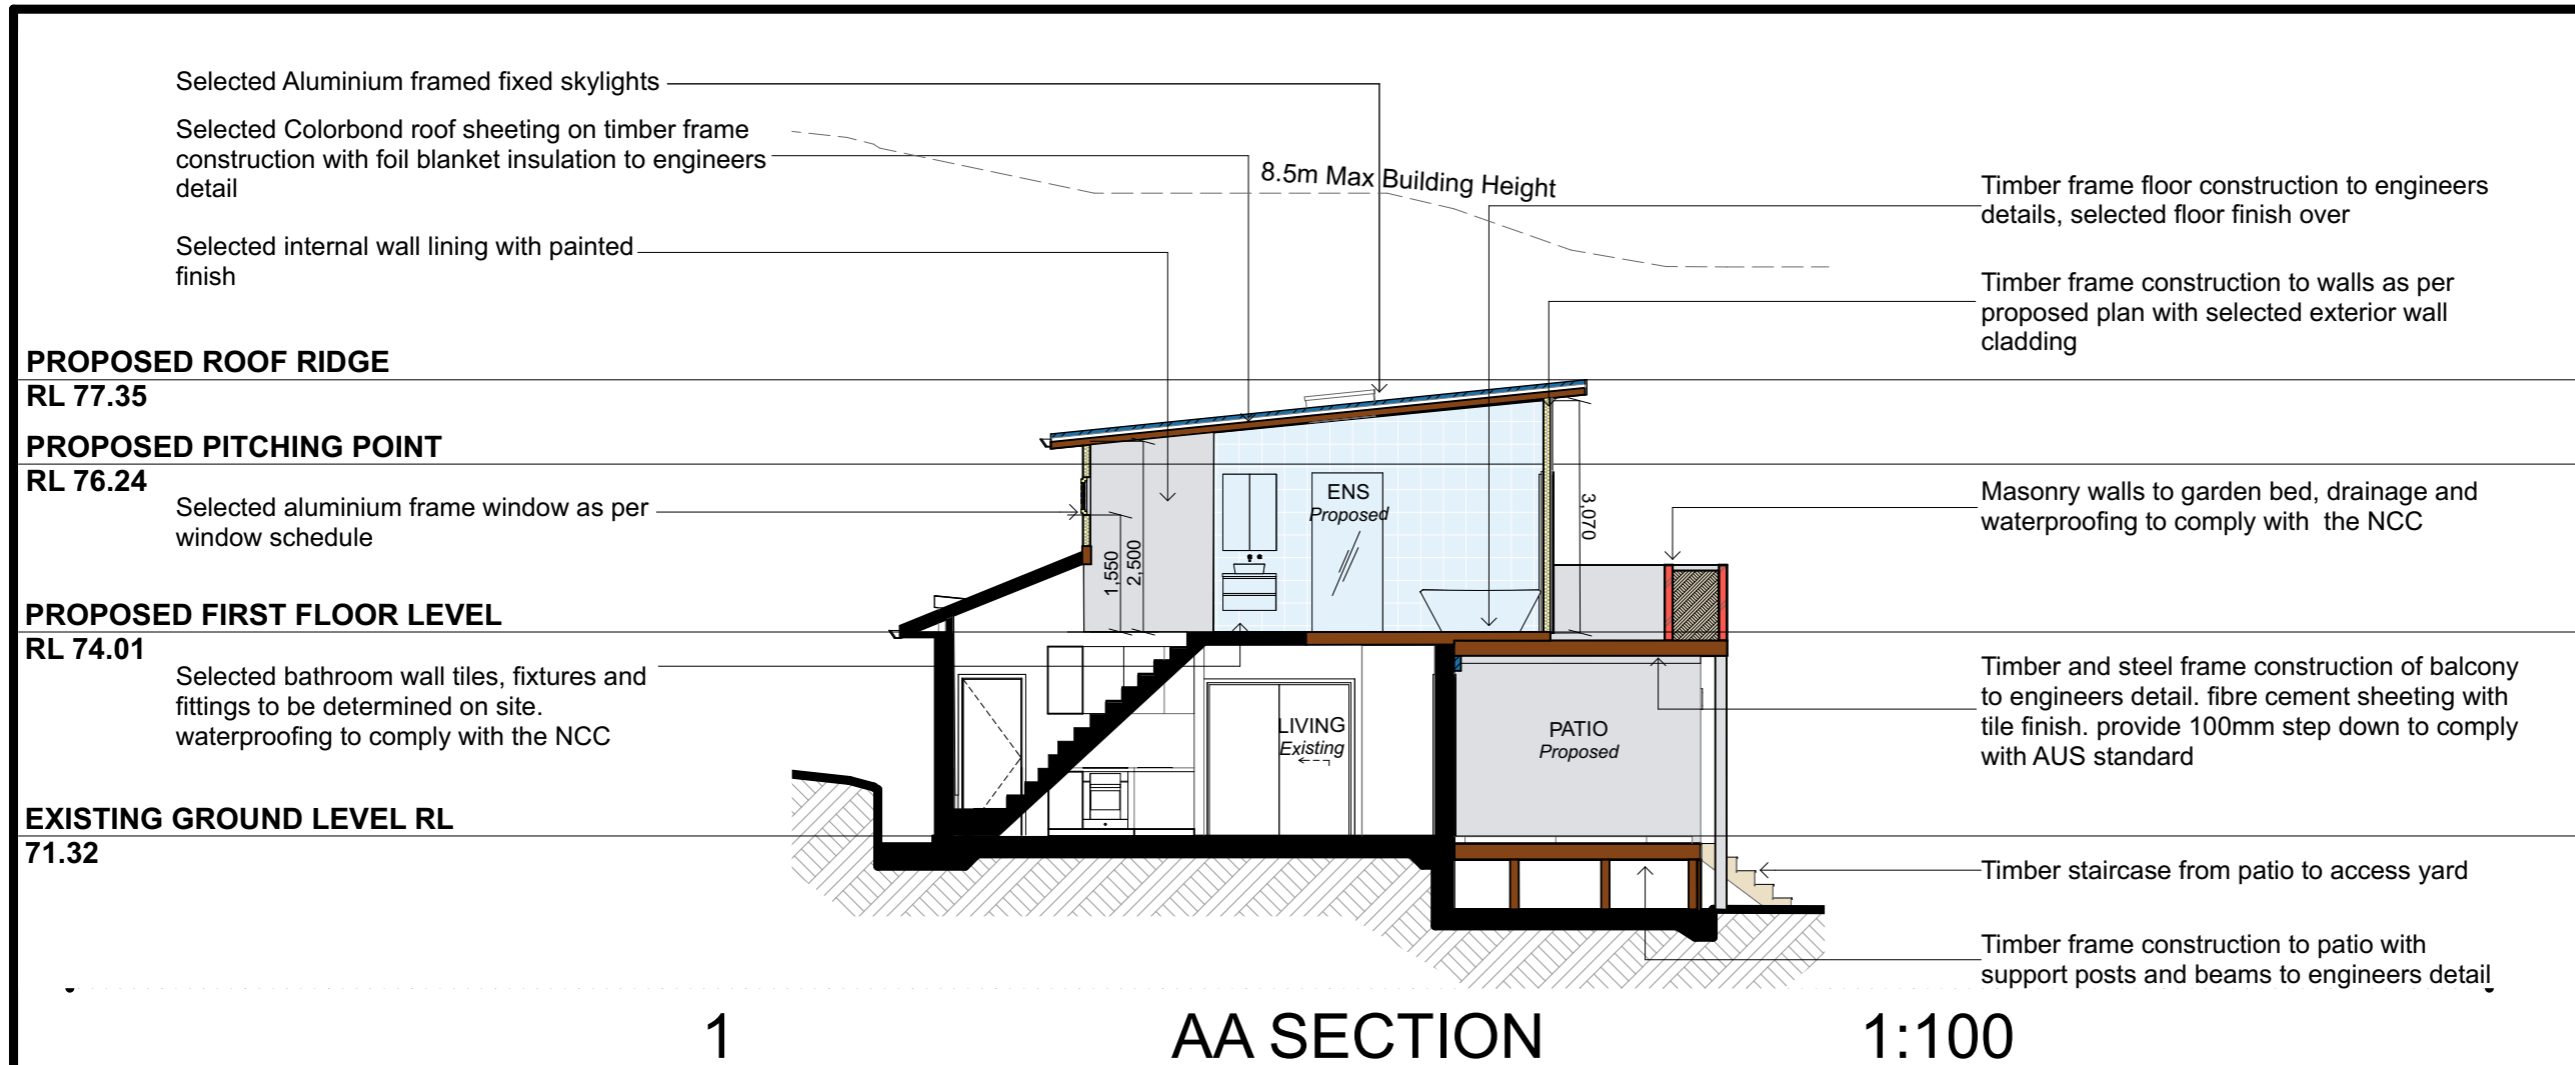 Selected Aluminium framed fixed skylights
Selected Colorbond roof sheeting on timber frame
construction with foil blanket insulation to engineers
detail
8.5m Max Building Height
Timber frame floor construction to engineers
details, selected floor finish over
Selected internal wall lining with painted
finish
Timber frame construction to walls as per
proposed plan with selected exterior wall
cladding
PROPOSED ROOF RIDGE
RL 77.35
PROPOSED PITCHING POINT
RL 76.24
Selected aluminium frame window as per
window schedule
ENS
Proposed
1,550
2,500
3,070
Masonry walls to garden bed, drainage and
waterproofing to comply with  the NCC
PROPOSED FIRST FLOOR LEVEL
RL 74.01
Selected bathroom wall tiles, fixtures and
fittings to be determined on site.
waterproofing to comply with the NCC
LIVING
Existing
PATIO
Proposed
Timber and steel frame construction of balcony
to engineers detail. fibre cement sheeting with
tile finish. provide 100mm step down to comply
with AUS standard
EXISTING GROUND LEVEL RL
71.32
Timber staircase from patio to access yard
Timber frame construction to patio with
support posts and beams to engineers detail
1 AA SECTION 1:100